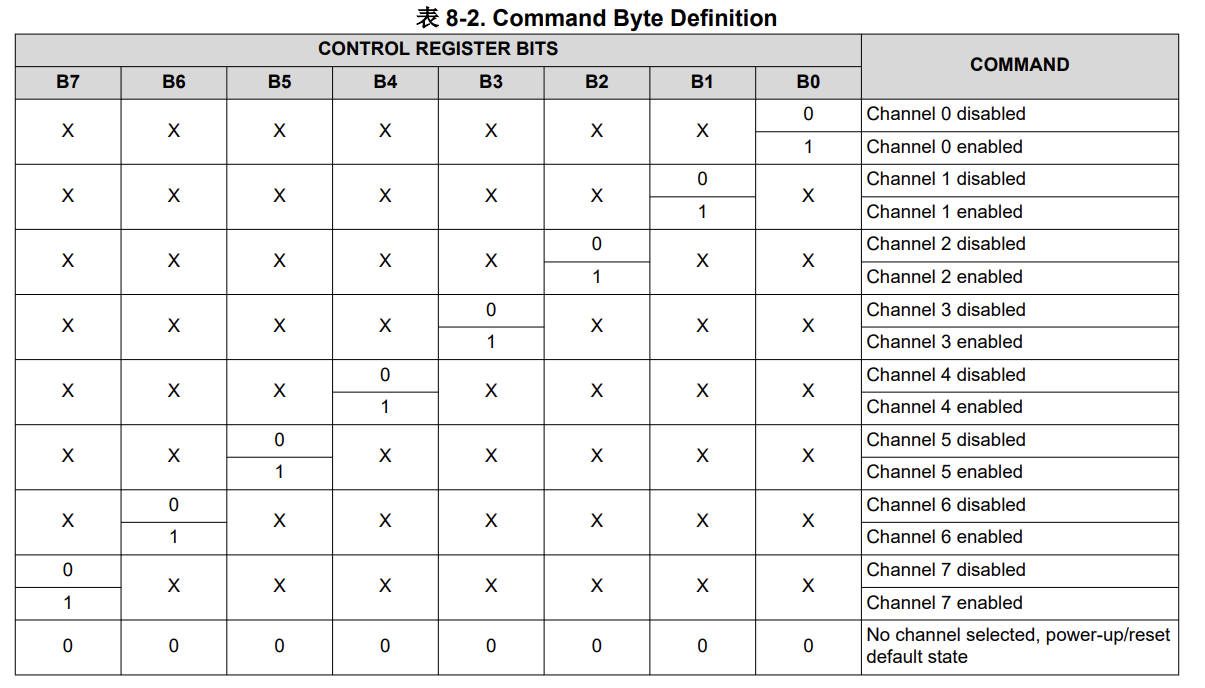 表 8-2. Command Byte Definition
CONTROL REGISTER BITS
COMMAND
B7 B6 B5 B4 B3 B2 B1 B0
X X X X X X X 0 Channel 0 disabled
1 Channel 0 enabled
X X X X X X 0 X Channel 1 disabled
1 Channel 1 enabled
X X X X X 0 X X Channel 2 disabled
1 Channel 2 enabled
X X X X 0 X X X Channel 3 disabled
1 Channel 3 enabled
X X X 0 X X X X Channel 4 disabled
1 Channel 4 enabled
X X 0 X X X X X Channel 5 disabled
1 Channel 5 enabled
X 0 X X X X X X Channel 6 disabled
1 Channel 6 enabled
0 X X X X X X X Channel 7 disabled
1 Channel 7 enabled
0 0 0 0 0 0 0 0 No channel selected, power-up/reset
default state